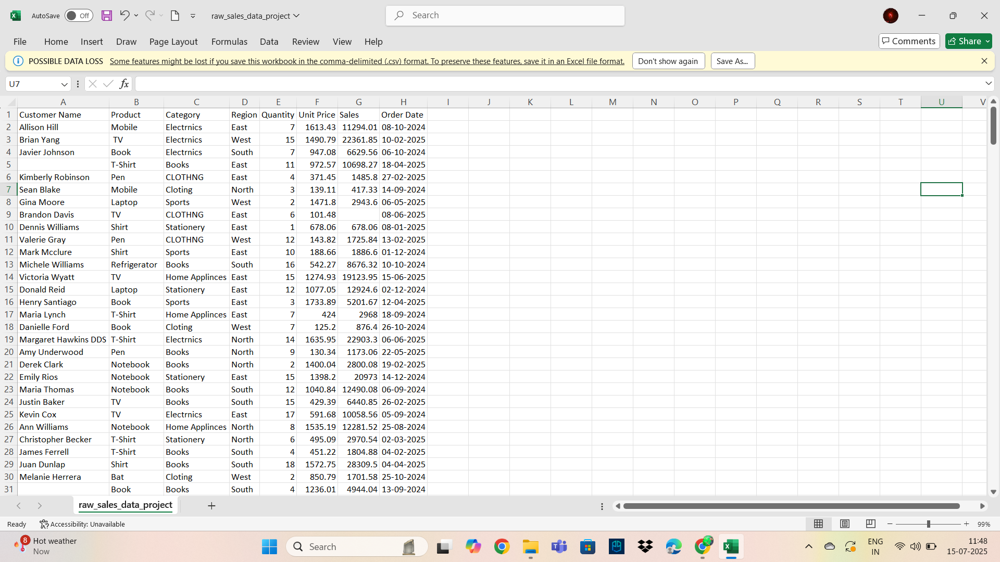 AutoSave Off raw_sales_data_project Search
File Home Insert Draw Page Layout Formulas Data Review View Help Comments Share
POSSIBLE DATA LOSS Some features might be lost if you save this workbook in the comma-delimited (.csv) format. To preserve these features, save it in an Excel file format. Don't show again Save As...
U7 fx
A B C D E F G H I J K L M N O P Q R S T U V
1 Customer Name Product Category Region Quantity Unit Price Sales Order Date
2 Allison Hill Mobile Electrnics East 7 1613.43 11294.01 08-10-2024
3 Brian Yang TV Electrnics West 15 1490.79 22361.85 10-02-2025
4 Javier Johnson Book Electrnics South 7 947.08 6629.56 06-10-2024
5 T-Shirt Books East 11 972.57 10698.27 18-04-2025
6 Kimberly Robinson Pen CLOTHNG East 4 371.45 1485.8 27-02-2025
7 Sean Blake Mobile Cloting North 3 139.11 417.33 14-09-2024
8 Gina Moore Laptop Sports West 2 1471.8 2943.6 06-05-2025
9 Brandon Davis TV CLOTHNG East 6 101.48 08-06-2025
10 Dennis Williams Shirt Stationery East 1 678.06 678.06 08-01-2025
11 Valerie Gray Pen CLOTHNG West 12 143.82 1725.84 13-02-2025
12 Mark Mcclure Shirt Sports East 10 188.66 1886.6 01-12-2024
13 Michele Williams Refrigerator Books South 16 542.27 8676.32 10-10-2024
14 Victoria Wyatt TV Home Applinces East 15 1274.93 19123.95 15-06-2025
15 Donald Reid Laptop Stationery East 12 1077.05 12924.6 02-12-2024
16 Henry Santiago Book Sports East 3 1733.89 5201.67 12-04-2025
17 Maria Lynch T-Shirt Home Applinces East 7 424 2968 18-09-2024
18 Danielle Ford Book Cloting West 7 125.2 876.4 26-10-2024
19 Margaret Hawkins DDS T-Shirt Electrnics North 14 1635.95 22903.3 06-06-2025
20 Amy Underwood Pen Books North 9 130.34 1173.06 22-05-2025
21 Derek Clark Notebook Books North 2 1400.04 2800.08 19-02-2025
22 Emily Rios Notebook Stationery East 15 1398.2 20973 14-12-2024
23 Maria Thomas Notebook Books South 12 1040.84 12490.08 06-09-2024
24 Justin Baker TV Books South 15 429.39 6440.85 26-02-2025
25 Kevin Cox TV Electrnics East 17 591.68 10058.56 05-09-2024
26 Ann Williams Notebook Home Applinces North 8 1535.19 12281.52 25-08-2024
27 Christopher Becker T-Shirt Stationery North 6 495.09 2970.54 02-03-2025
28 James Ferrell T-Shirt Books South 4 451.22 1804.88 04-02-2025
29 Juan Dunlap Shirt Books South 18 1572.75 28309.5 04-04-2025
30 Melanie Herrera Bat Cloting West 2 850.79 1701.58 25-10-2024
31 Book Books South 4 1236.01 4944.04 13-09-2024
raw_sales_data_project
Ready Accessibility: Unavailable 99%
8 Hot weather Now Search ENG IN 11:48 15-07-2025